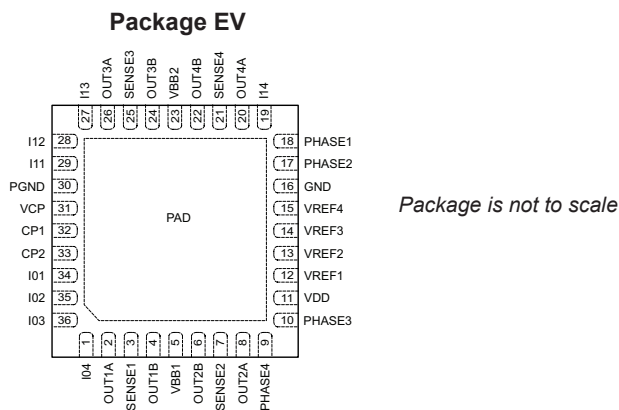 Package EV
I13
OUT3A
SENSE3
OUT3B
VBB2
OUT4B
SENSE4
OUT4A
I14
27
26
25
24
23
22
21
20
19
I12 28
I11 29
PGND 30
VCP 31
CP1 32
CP2 33
I01 34
I02 35
I03 36
PAD
18 PHASE1
17 PHASE2
16 GND
15 VREF4
14 VREF3
13 VREF2
12 VREF1
11 VDD
10 PHASE3
Package is not to scale
1
2
3
4
5
6
7
8
9
I04
OUT1A
SENSE1
OUT1B
VBB1
OUT2B
SENSE2
OUT2A
PHASE4